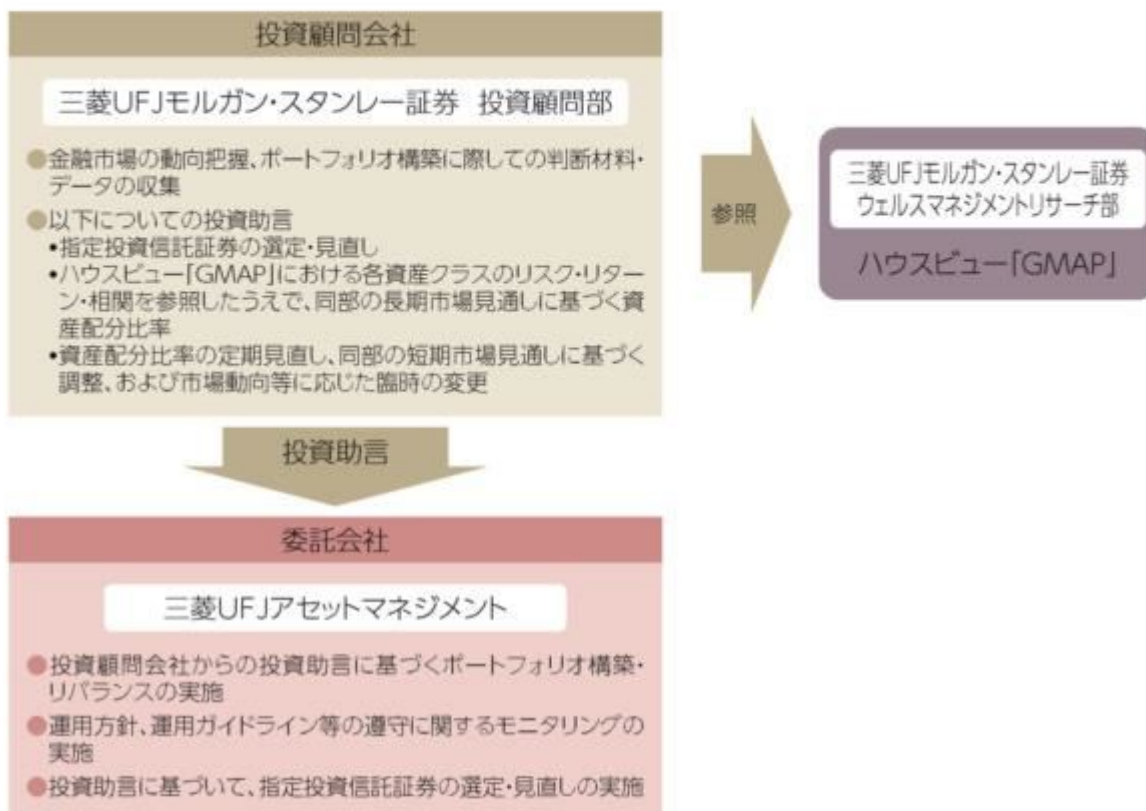 投資顧問会社
三菱UFJモルガン・スタンレー証券 投資顧問部
●金融市場の動向把握、ポートフォリオ構築に際しての判断材料・
データの収集
●以下についての投資助言
•指定投資信託証券の選定・見直し
•ハウスビュー「GMAP」における各資産クラスのリスク・リター
ン・相関を参照したうえで、同部の長期市場見通しに基づく資
産配分比率
•資産配分比率の定期見直し、同部の短期市場見通しに基づく
調整、および市場動向等に応じた臨時の変更
参照
三菱UFJモルガン・スタンレー証券
ウェルスマネジメントリサーチ部
ハウスビュー「GMAP」
投資助言
委託会社
三菱UFJアセットマネジメント
●投資顧問会社からの投資助言に基づくポートフォリオ構築・
リバランスの実施
●運用方針、運用ガイドライン等の遵守に関するモニタリングの
実施
●投資助言に基づいて、指定投資信託証券の選定・見直しの実施